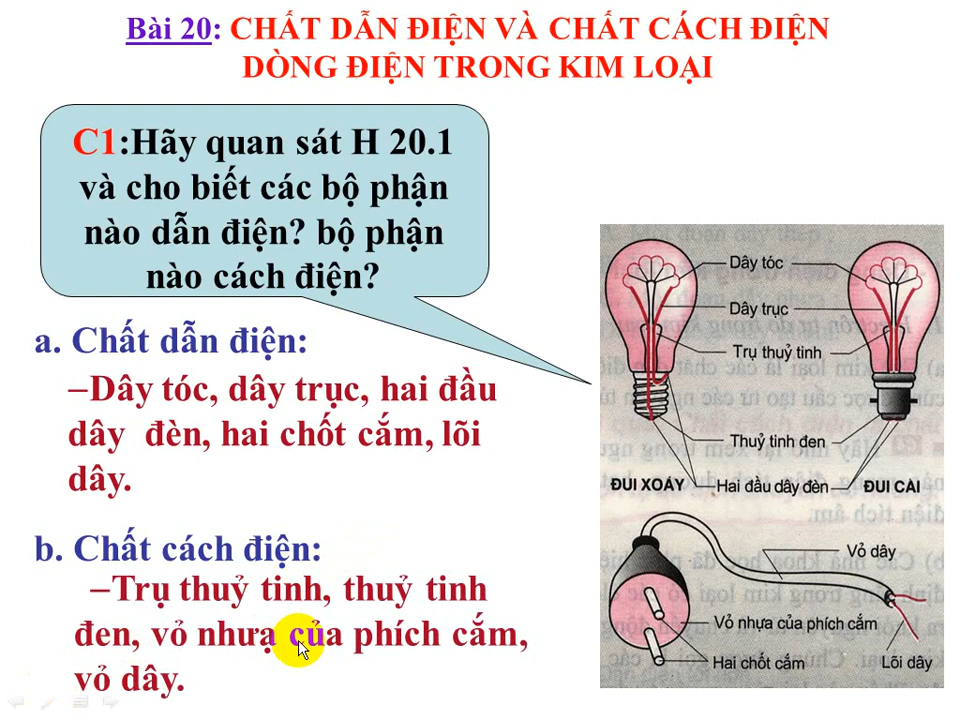 Bài 20: CHẤT DẪN ĐIỆN VÀ CHẤT CÁCH ĐIỆN
DÒNG ĐIỆN TRONG KIM LOẠI
C1:Hãy quan sát H 20.1
và cho biết các bộ phận
nào dẫn điện? bộ phận
nào cách điện?
a. Chất dẫn điện:
–Dây tóc, dây trục, hai đầu
dây đèn, hai chốt cắm, lõi
dây.
b. Chất cách điện:
–Trụ thuỷ tinh, thuỷ tinh
đen, vỏ nhưạ của phích cắm,
vỏ dây.
Dây tóc
Dây trục
Trụ thuỷ tinh
Thuỷ tinh đen
ĐUI XOÁY
Hai đầu dây đèn
ĐUI CÀI
Vỏ dây
Vỏ nhựa của phích cắm
Hai chốt cắm
Lõi dây